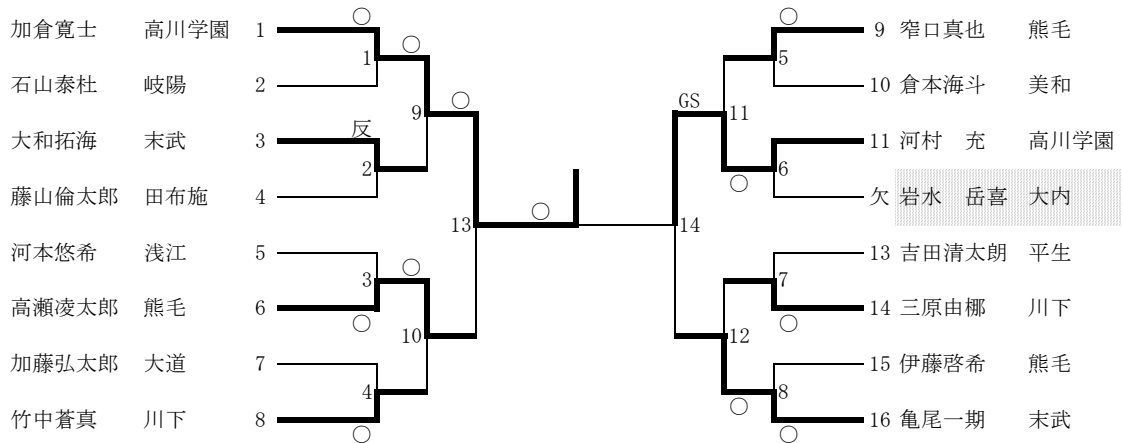 加倉寛士 高川学園 1
石山泰杜 岐陽 2
大和拓海 末武 3
藤山倫太郎 田布施 4
河本悠希 浅江 5
高瀬凌太郎 熊毛 6
加藤弘太郎 大道 7
竹中蒼真 川下 8
○
1
○
反
2
9
○
3
○
○
4
○
10
13
○
14
GS
11
○
5
6
○
7
○
12
8
○
○
9 窄口真也 熊毛
10 倉本海斗 美和
11 河村 充 高川学園
欠 岩水 岳喜 大内
13 吉田清太朗 平生
14 三原由梛 川下
15 伊藤啓希 熊毛
16 亀尾一期 末武